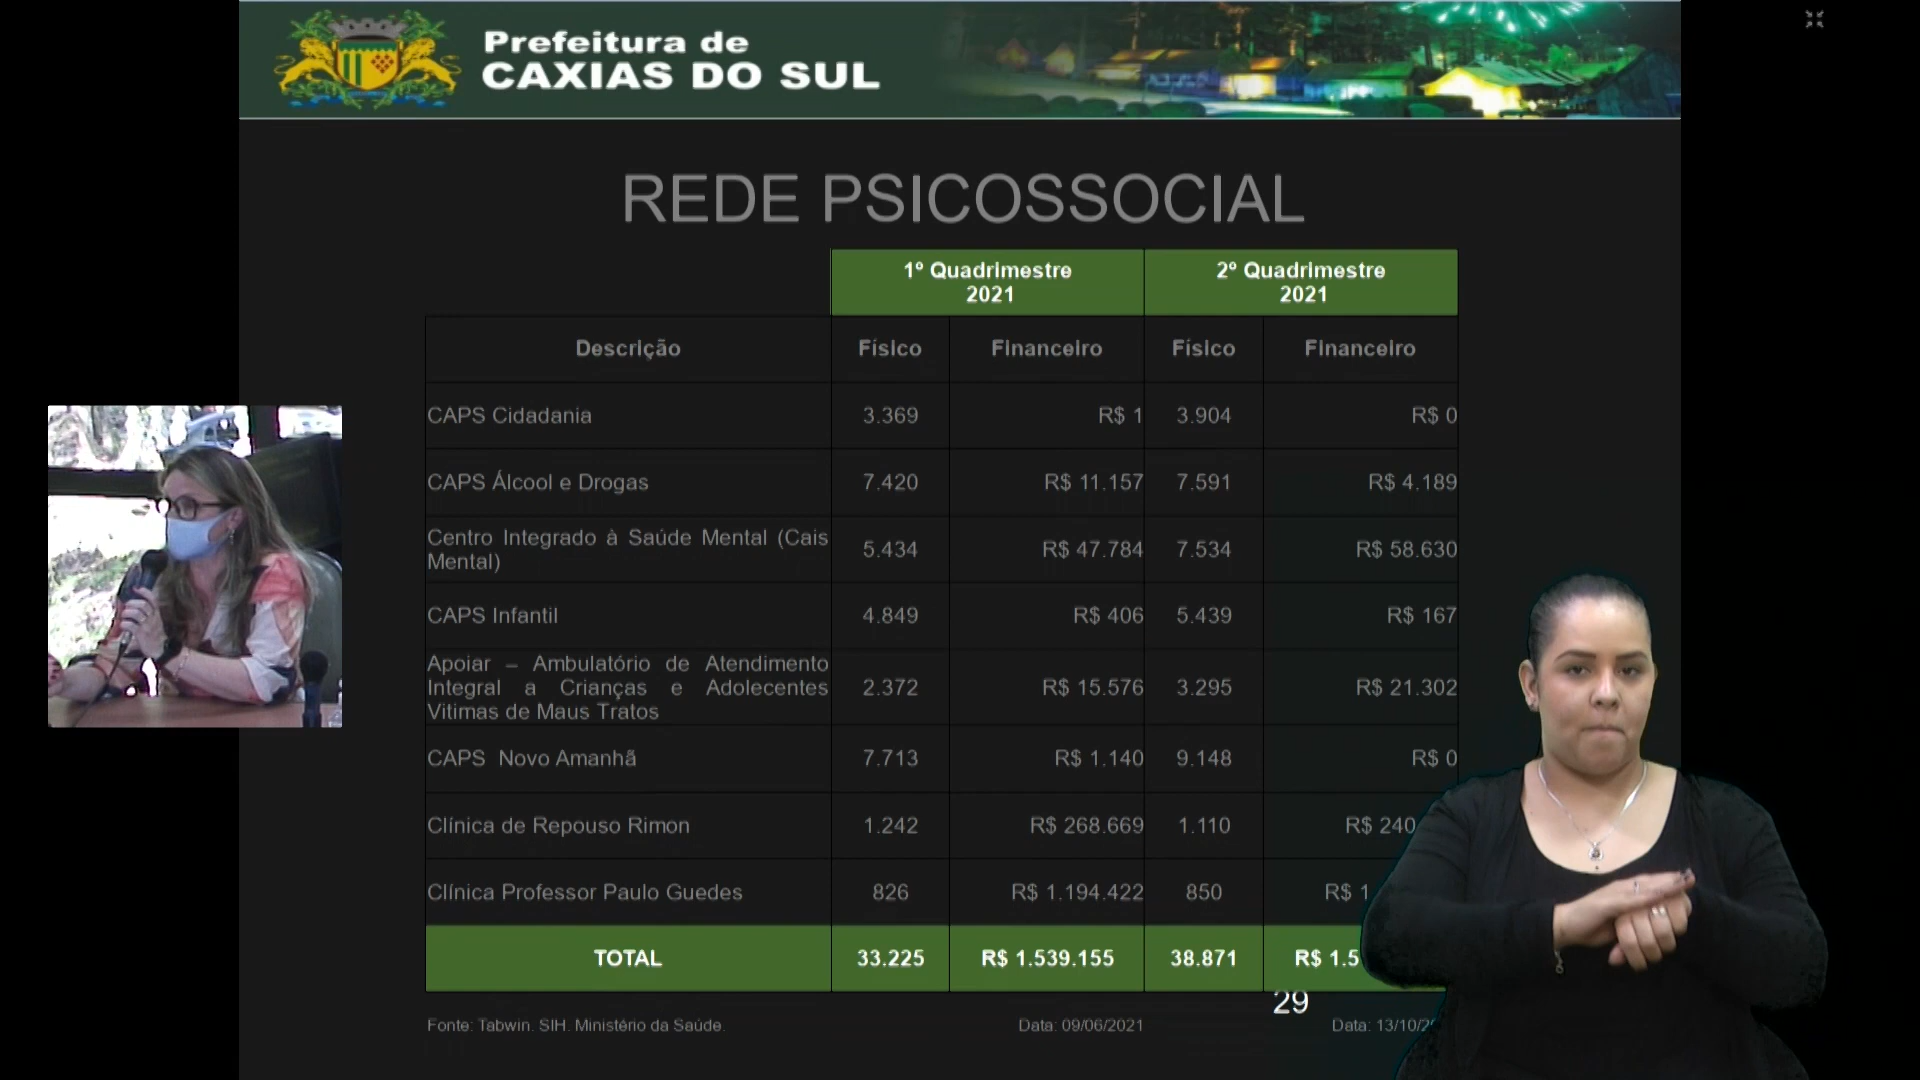 Prefeitura de
CAXIAS DO SUL
REDE PSICOSSOCIAL
1º Quadrimestre 2º Quadrimestre
2021 2021
Descrição Físico Financeiro Físico Financeiro
CAPS Cidadania 3.369 R$ 1 3.904 R$ 0
CAPS Álcool e Drogas 7.420 R$ 11.157 7.591 R$ 4.189
Centro Integrado à Saúde Mental (Cais
Mental) 5.434 R$ 47.784 7.534 R$ 58.630
CAPS Infantil 4.849 R$ 406 5.439 R$ 167
Apoiar – Ambulatório de Atendimento
Integral a Crianças e Adolecentes 2.372 R$ 15.576 3.295 R$ 21.302
Vitimas de Maus Tratos
CAPS Novo Amanhã 7.713 R$ 1.140 9.148 R$ 0
Clínica de Repouso Rimon 1.242 R$ 268.669 1.110 R$ 240
Clínica Professor Paulo Guedes 826 R$ 1.194.422 850 R$ 1
TOTAL 33.225 R$ 1.539.155 38.871 R$ 1.5
29
Fonte: Tabwin. SIH. Ministério da Saúde. Data: 09/06/2021 Data: 13/10/